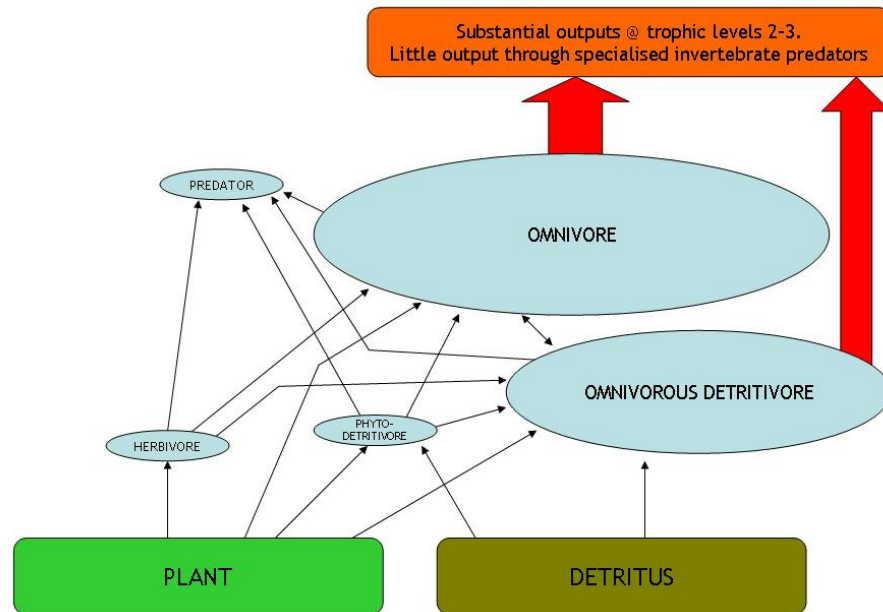 Substantial outputs @ trophic levels 2-3.
Little output through specialised invertebrate predators
PREDATOR
OMNIVORE
OMNIVOROUS DETRITIVORE
HERBIVORE
PHYTO-
DETRITIVORE
PLANT
DETRITUS